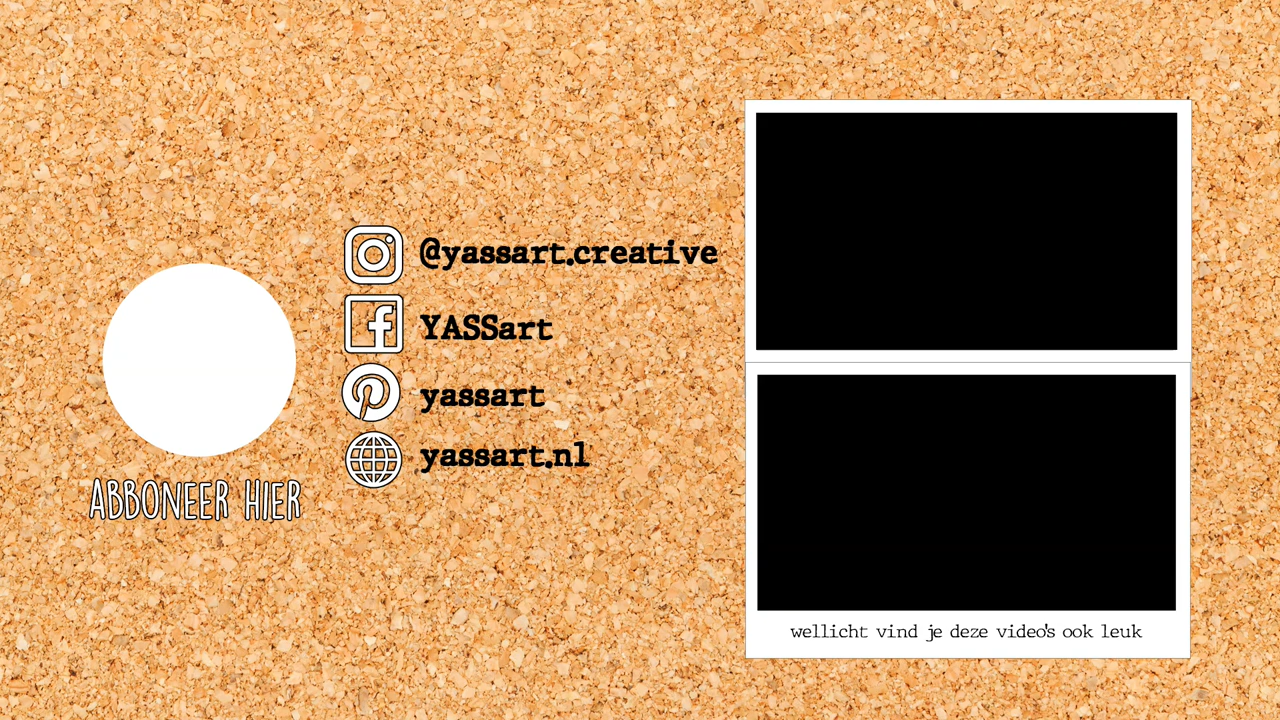 @yassart.creative
YASSart
yassart
yassart.nl
ABBONEER HIER
wellicht vind je deze video's ook leuk